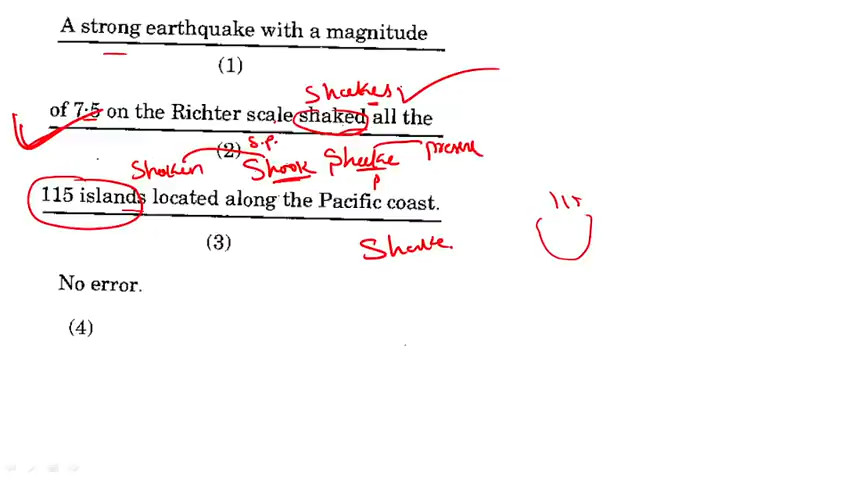 A strong earthquake with a magnitude
(1)
shakes
of 7·5 on the Richter scale shaked all the
(2) s.p.
Shaken Shook Shake present
p
115 islands located along the Pacific coast.
(3)
Shake
No error.
(4)